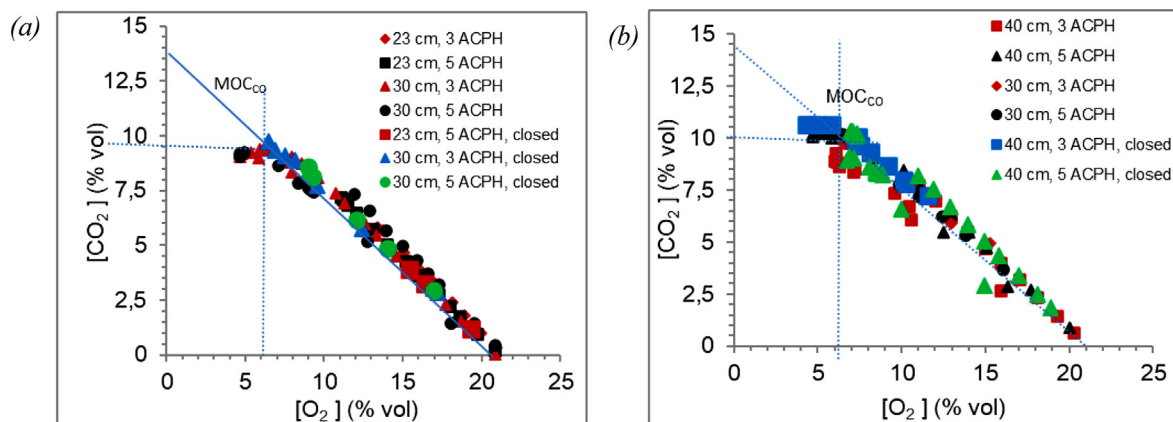 (a)
15
12,5
10
7,5
5
2,5
0
[CO2] (% vol)
MOCCO
23 cm, 3 ACPH
23 cm, 5 ACPH
30 cm, 3 ACPH
30 cm, 5 ACPH
23 cm, 5 ACPH, closed
30 cm, 3 ACPH, closed
30 cm, 5 ACPH, closed
0 5 10 15 20 25
[O2 ] (% vol)
(b)
15
12,5
10
7,5
5
2,5
0
[CO2] (% vol)
MOCCO
40 cm, 3 ACPH
40 cm, 5 ACPH
30 cm, 3 ACPH
30 cm, 5 ACPH
40 cm, 3 ACPH, closed
40 cm, 5 ACPH, closed
0 5 10 15 20 25
[O2 ] (% vol)